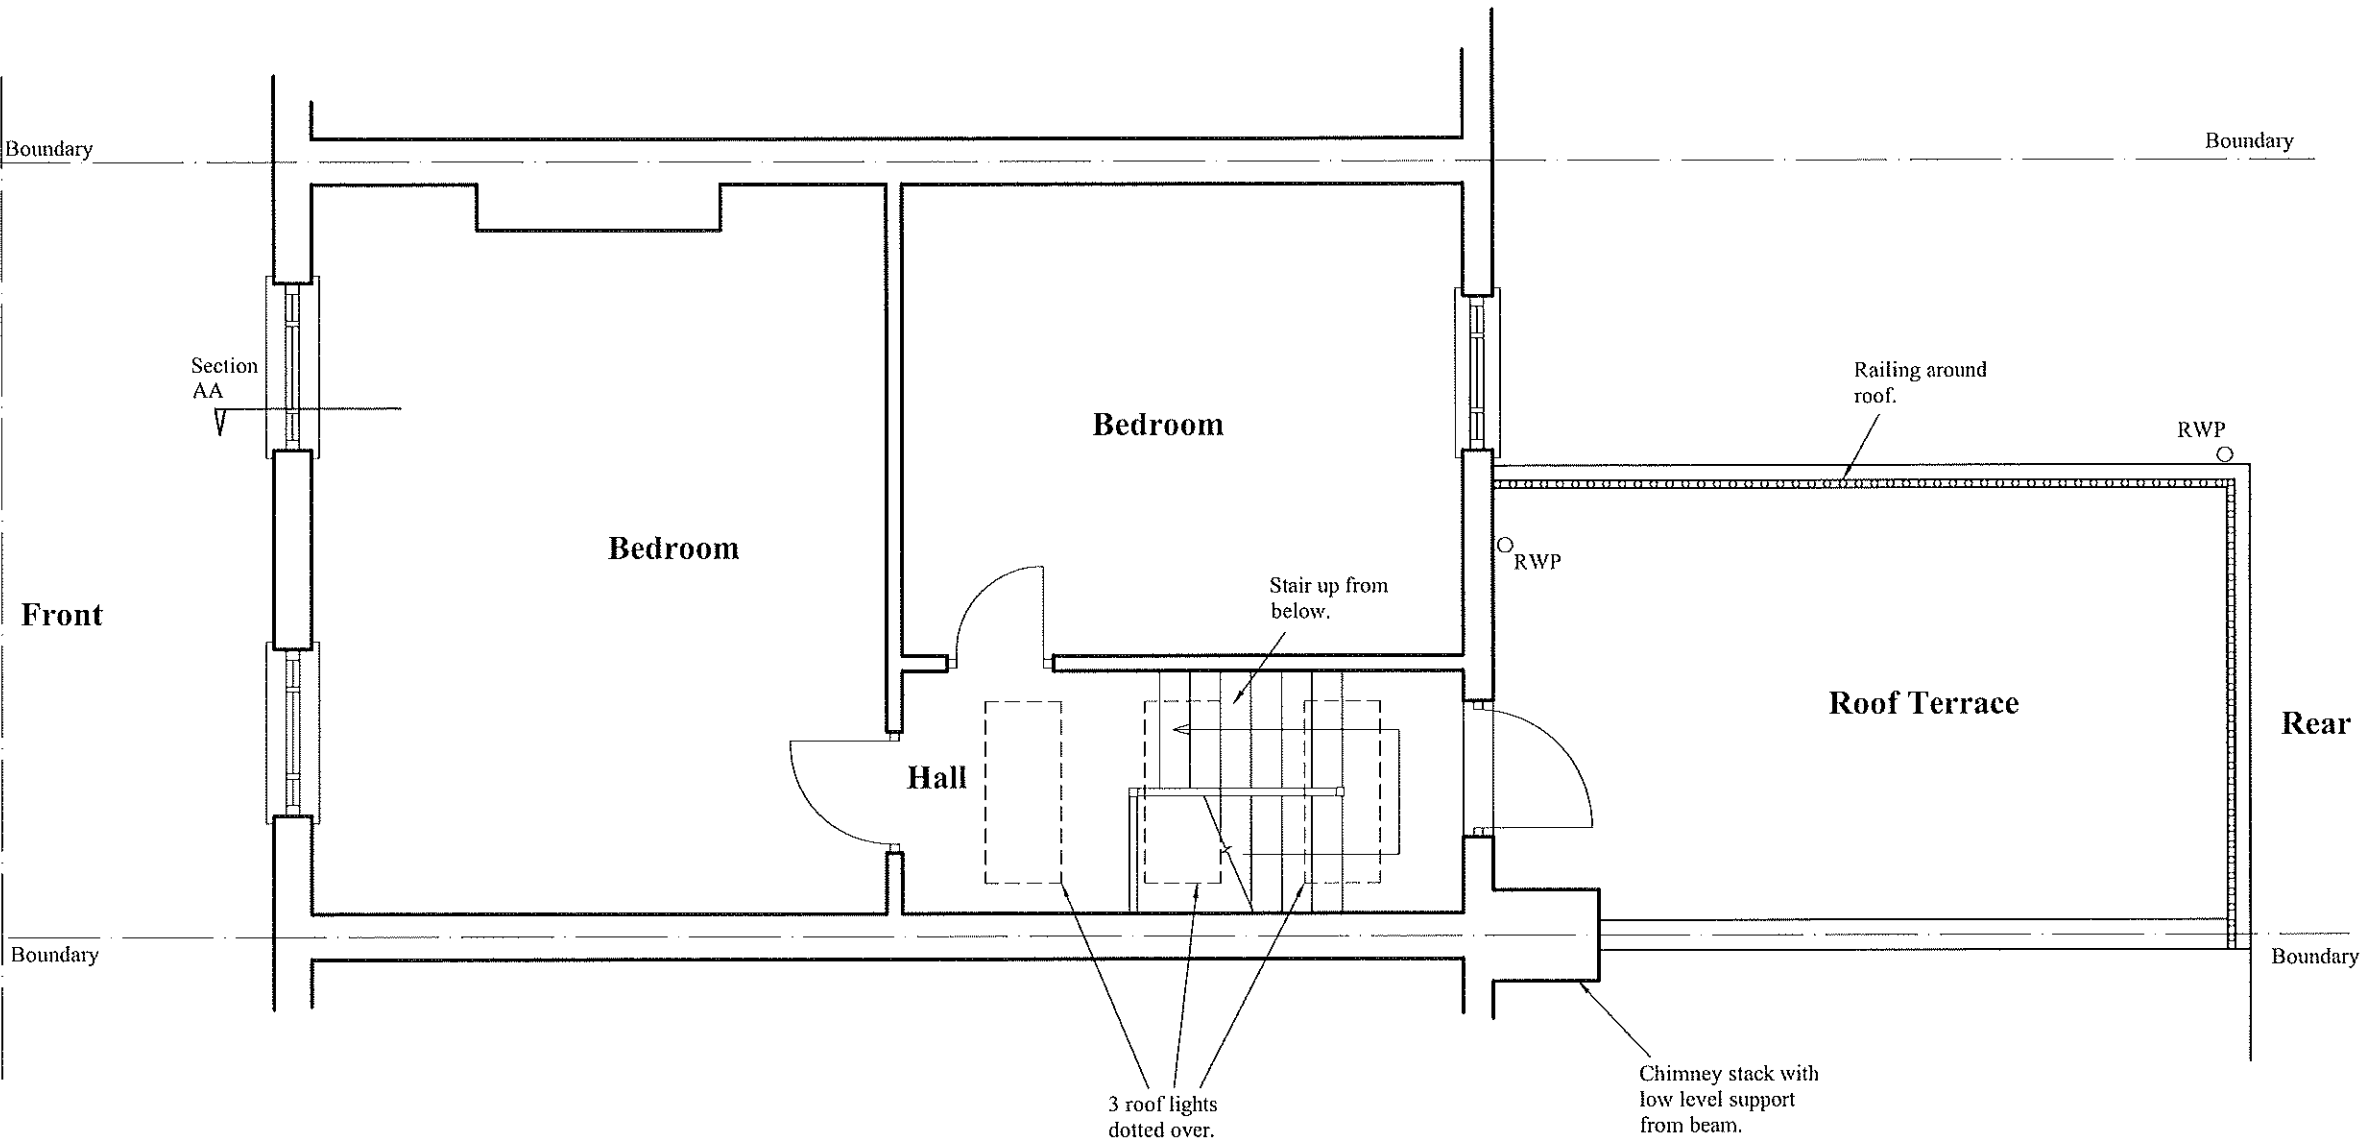 Boundary
Boundary
Section
AA
Railing around
roof.
RWP
Bedroom
Bedroom
RWP
Stair up from
below.
Front
Roof Terrace
Rear
Hall
Boundary
Boundary
3 roof lights
dotted over.
Chimney stack with
low level support
from beam.